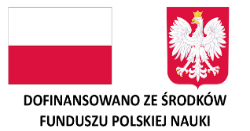 DOFINANSOWANO ZE ŚRODKÓW
FUNDUSZU POLSKIEJ NAUKI